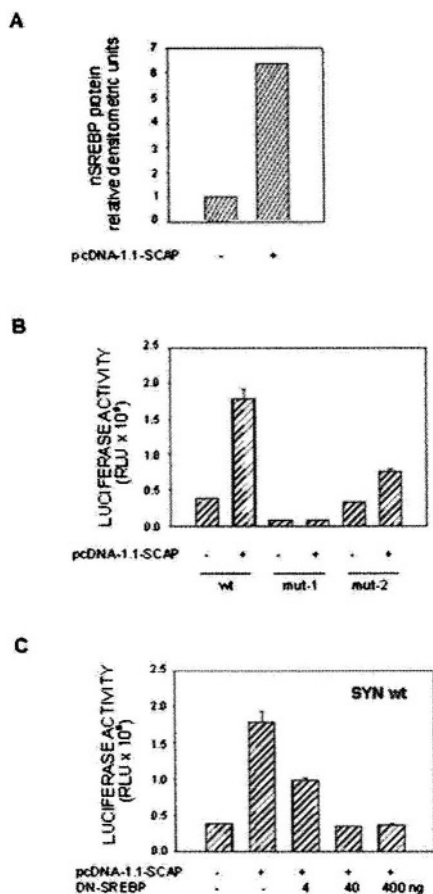 A
nSREBP protein
relative densitometric units
7
6
5
4
3
2
1
0
pcDNA-1.1-SCAP - +
B
LUCIFERASE ACTIVITY
(RLU x 10⁶)
2.5
2.0
1.5
1.0
0.5
0.0
pcDNA-1.1-SCAP - + - + - +
wt mut-1 mut-2
C
LUCIFERASE ACTIVITY
(RLU x 10⁶)
SYN wt
2.5
2.0
1.5
1.0
0.5
0.0
pcDNA-1.1-SCAP - + + + +
DN-SREBP - - 4 40 400 ng